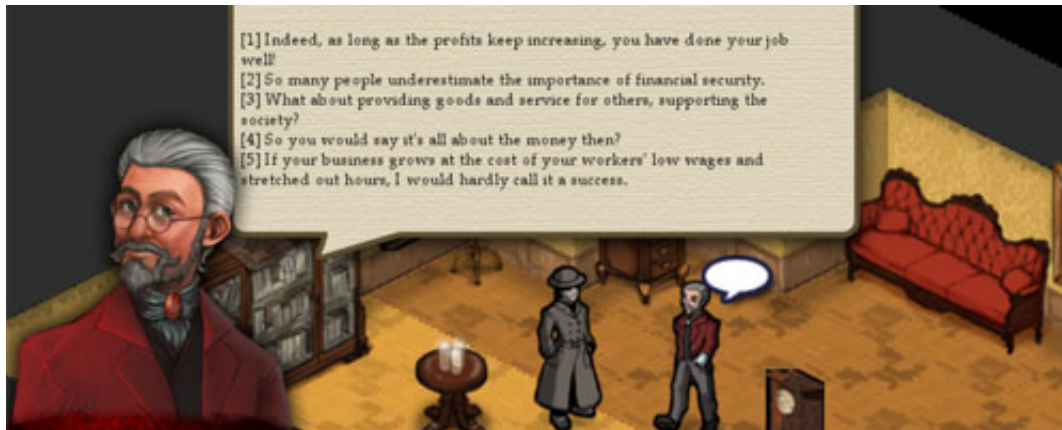 [1] Indeed, as long as the profits keep increasing, you have done your job
well!
[2] So many people underestimate the importance of financial security.
[3] What about providing goods and service for others, supporting the
society?
[4] So you would say it's all about the money then?
[5] If your business grows at the cost of your workers' low wages and
stretched out hours, I would hardly call it a success.